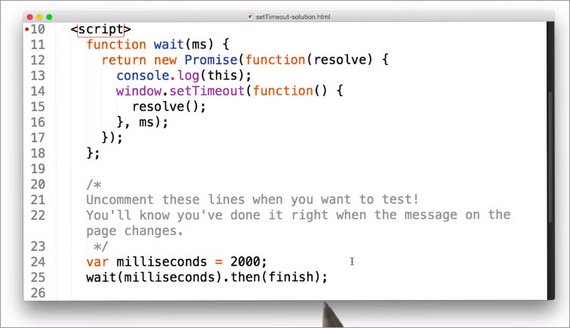 setTimeout-solution.html
10 <script>
11 function wait(ms) {
12 return new Promise(function(resolve) {
13 console.log(this);
14 window.setTimeout(function() {
15 resolve();
16 }, ms);
17 });
18 };
19
20 /*
21 Uncomment these lines when you want to test!
22 You'll know you've done it right when the message on the
page changes.
23 */
24 var milliseconds = 2000;
25 wait(milliseconds).then(finish);
26